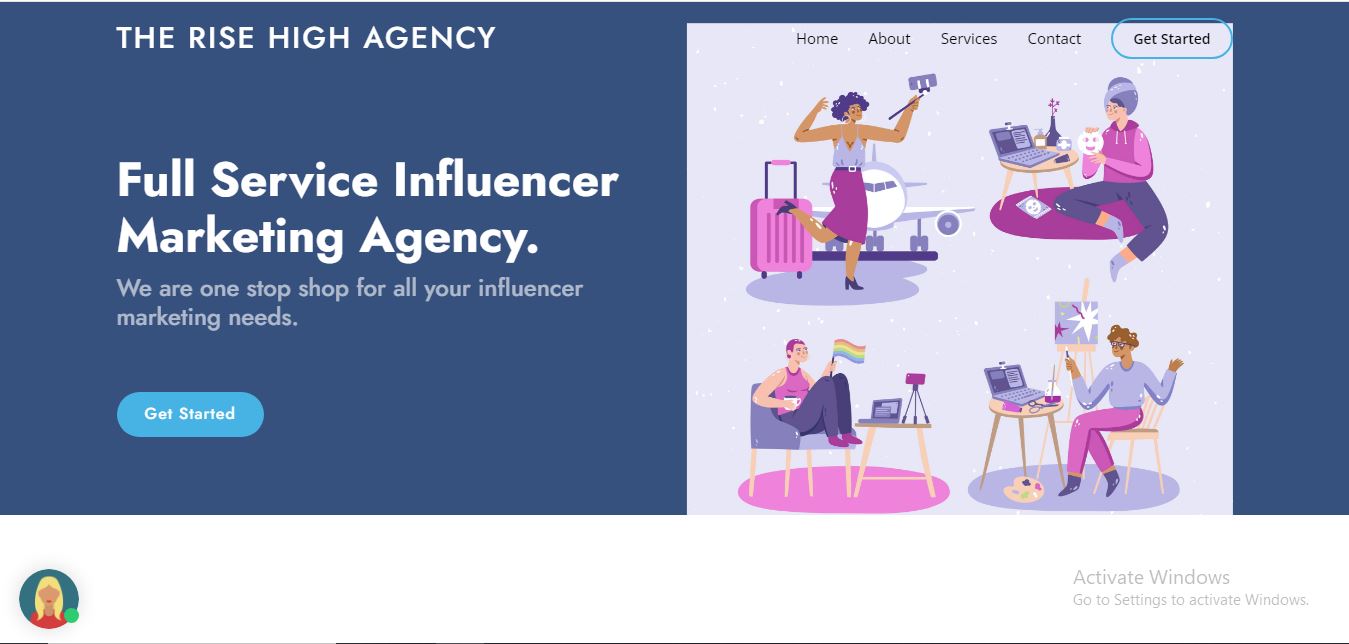 THE RISE HIGH AGENCY
Home About Services Contact Get Started
Full Service Influencer
Marketing Agency.
We are one stop shop for all your influencer
marketing needs.
Get Started
Activate Windows
Go to Settings to activate Windows.